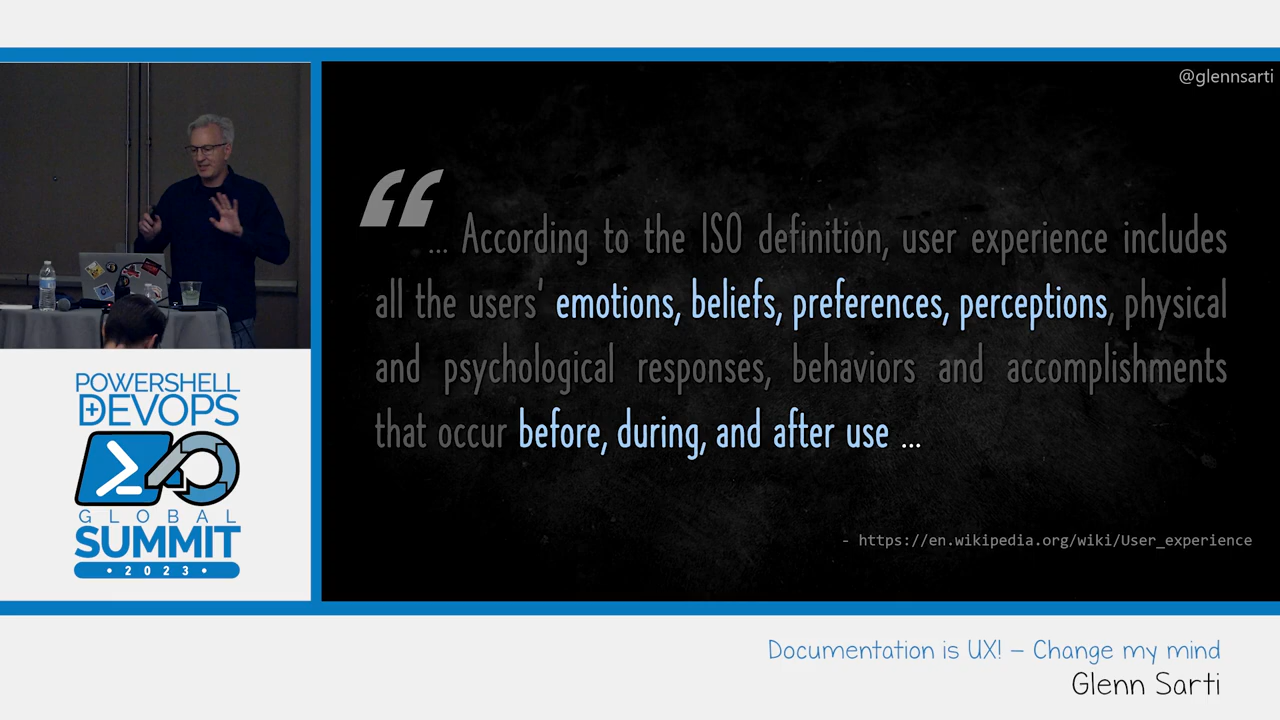 @glennsarti
“
... According to the ISO definition, user experience includes
all the users' emotions, beliefs, preferences, perceptions, physical
and psychological responses, behaviors and accomplishments
that occur before, during, and after use ...
- https://en.wikipedia.org/wiki/User_experience
POWERSHELL
+DEVOPS
GLOBAL
SUMMIT
• 2023 •
Documentation is UX! – Change my mind
Glenn Sarti